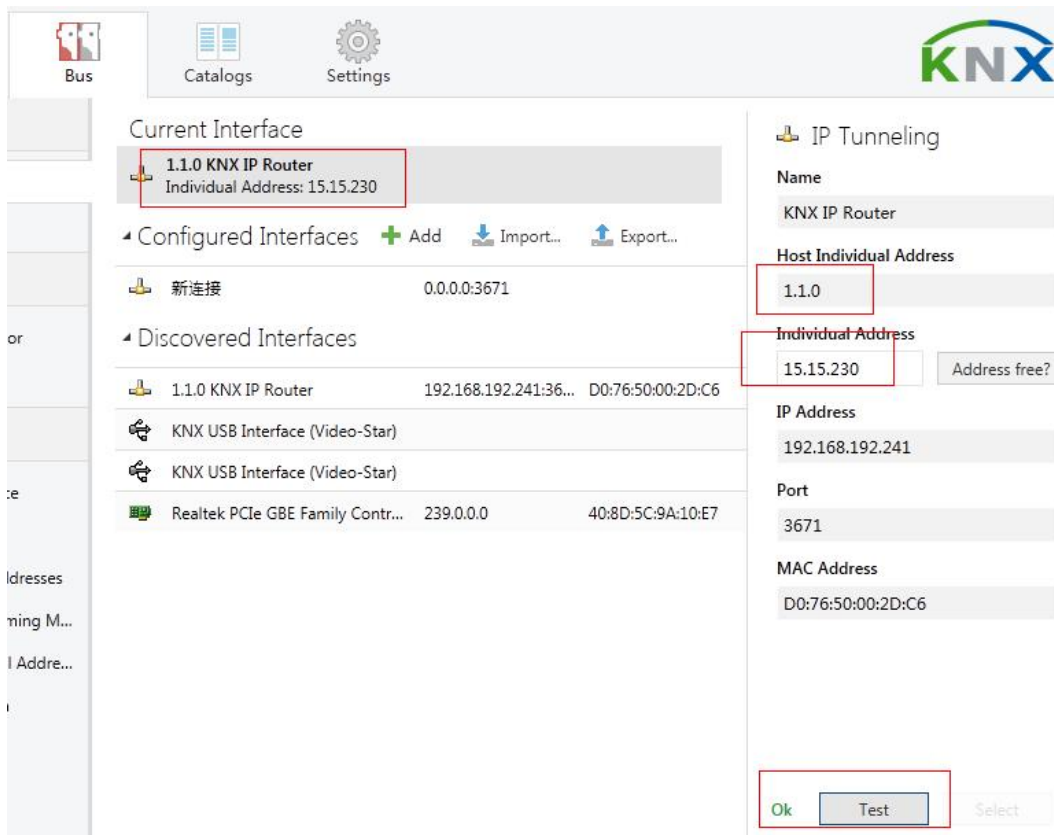 Bus
Catalogs
Settings
KNX
Current Interface
1.1.0 KNX IP Router
Individual Address: 15.15.230
Configured Interfaces
Add
Import...
Export...
新连接
0.0.0.0:3671
Discovered Interfaces
1.1.0 KNX IP Router
192.168.192.241:36...
D0:76:50:00:2D:C6
KNX USB Interface (Video-Star)
KNX USB Interface (Video-Star)
Realtek PCIe GBE Family Contr...
239.0.0.0
40:8D:5C:9A:10:E7
or
ce
ldresses
ming M...
l Addre...
IP Tunneling
Name
KNX IP Router
Host Individual Address
1.1.0
Individual Address
15.15.230
Address free?
IP Address
192.168.192.241
Port
3671
MAC Address
D0:76:50:00:2D:C6
Ok
Test
Select